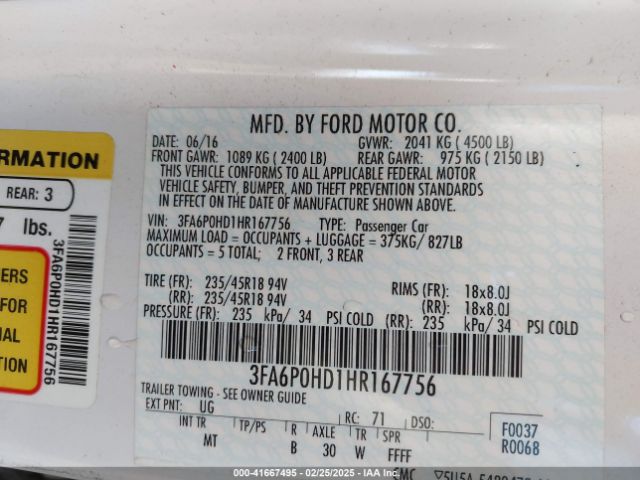 MFD. BY FORD MOTOR CO.
DATE: 06/16 GVWR: 2041 KG ( 4500 LB)
FRONT GAWR: 1089 KG ( 2400 LB) REAR GAWR: 975 KG ( 2150 LB)
THIS VEHICLE CONFORMS TO ALL APPLICABLE FEDERAL MOTOR
VEHICLE SAFETY, BUMPER, AND THEFT PREVENTION STANDARDS
IN EFFECT ON THE DATE OF MANUFACTURE SHOWN ABOVE.
VIN: 3FA6P0HD1HR167756 TYPE: Passenger Car
MAXIMUM LOAD = OCCUPANTS + LUGGAGE = 375KG/ 827LB
OCCUPANTS = 5 TOTAL; 2 FRONT, 3 REAR
TIRE (FR): 235/45R18 94V RIMS (FR): 18x8.0J
(RR): 235/45R18 94V (RR): 18x8.0J
PRESSURE (FR): 235 kPa/ 34 PSI COLD (RR): 235 kPa/ 34 PSI COLD
3FA6P0HD1HR167756
TRAILER TOWING - SEE OWNER GUIDE
EXT PNT: UG RC: 71 DSO: F0037
INT TR TP/PS R AXLE TR SPR R0068
MT B 30 W FFFF
RMATION
REAR: 3
lbs.
ERS
FOR
IAL
TION
3FA6P0HD1HR167756
© COPYRIGHT 41667495 - 02/25/2025 - IAA, LLC.